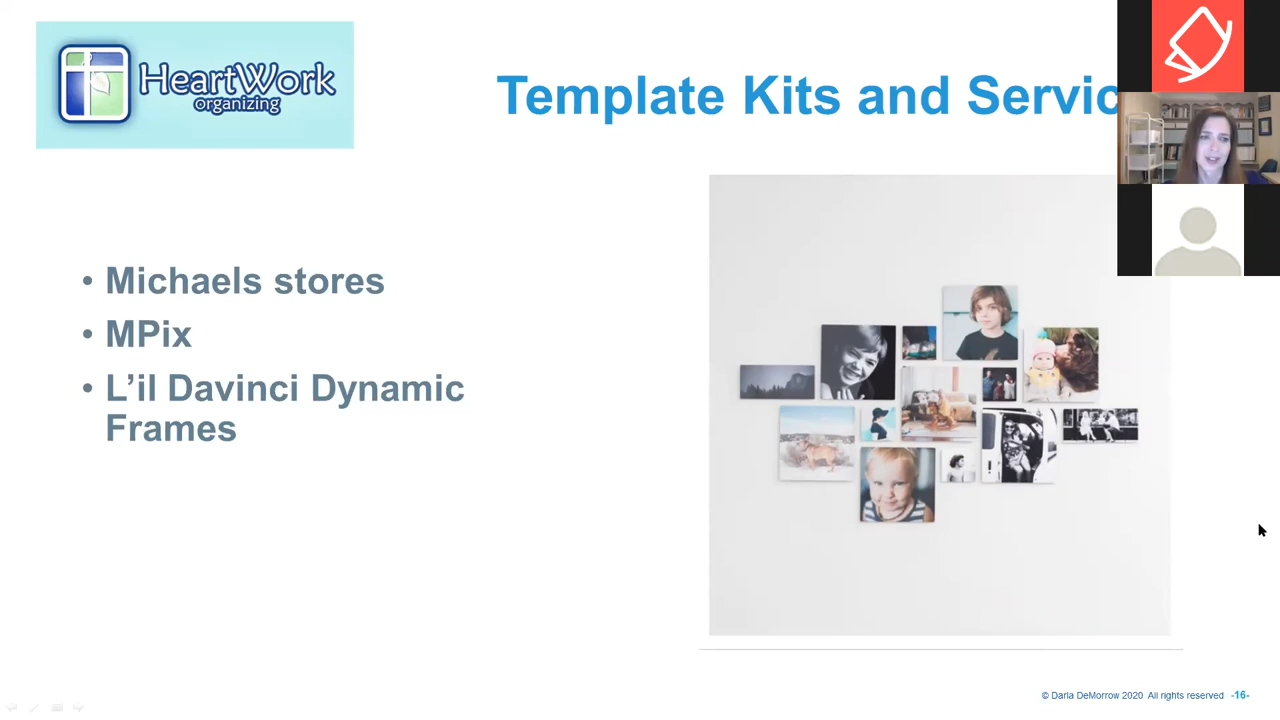 HeartWork
organizing
Template Kits and Servic
• Michaels stores
• MPix
• L’il Davinci Dynamic
Frames
© Darla DeMorrow 2020 All rights reserved -16-